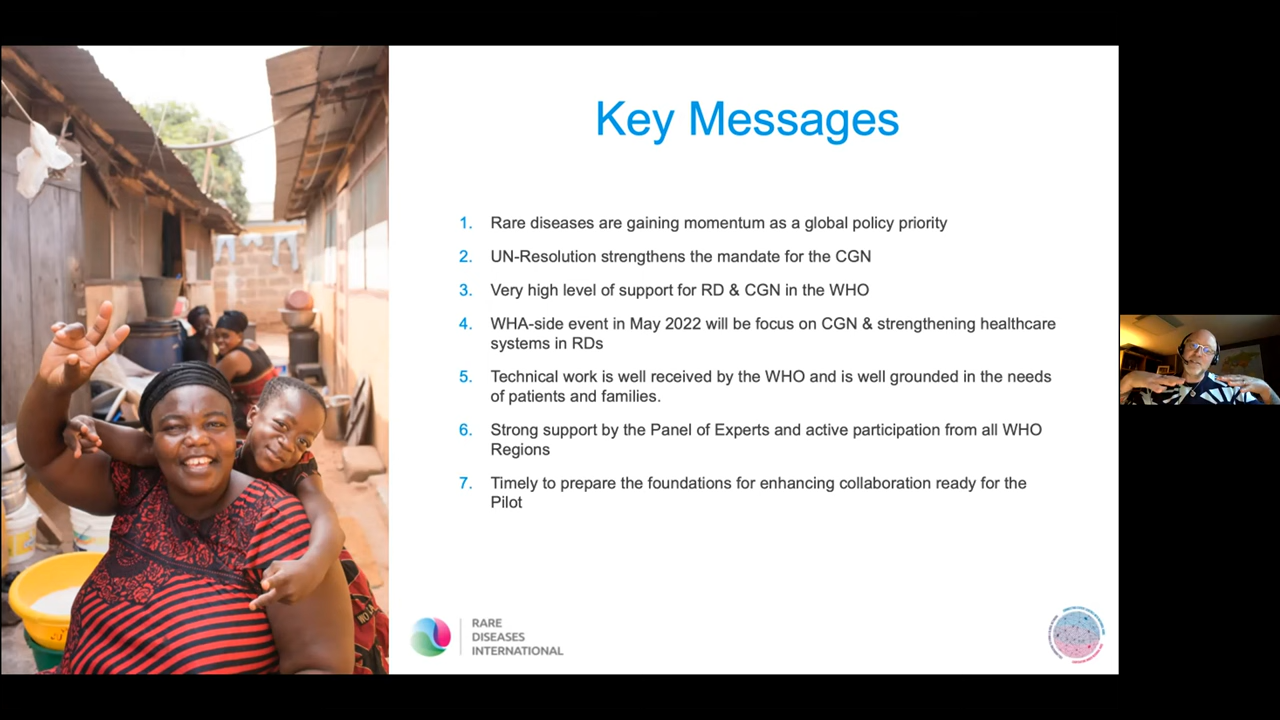 Key Messages
1. Rare diseases are gaining momentum as a global policy priority
2. UN-Resolution strengthens the mandate for the CGN
3. Very high level of support for RD & CGN in the WHO
4. WHA-side event in May 2022 will be focus on CGN & strengthening healthcare
systems in RDs
5. Technical work is well received by the WHO and is well grounded in the needs
of patients and families.
6. Strong support by the Panel of Experts and active participation from all WHO
Regions
7. Timely to prepare the foundations for enhancing collaboration ready for the
Pilot
RARE
DISEASES
INTERNATIONAL